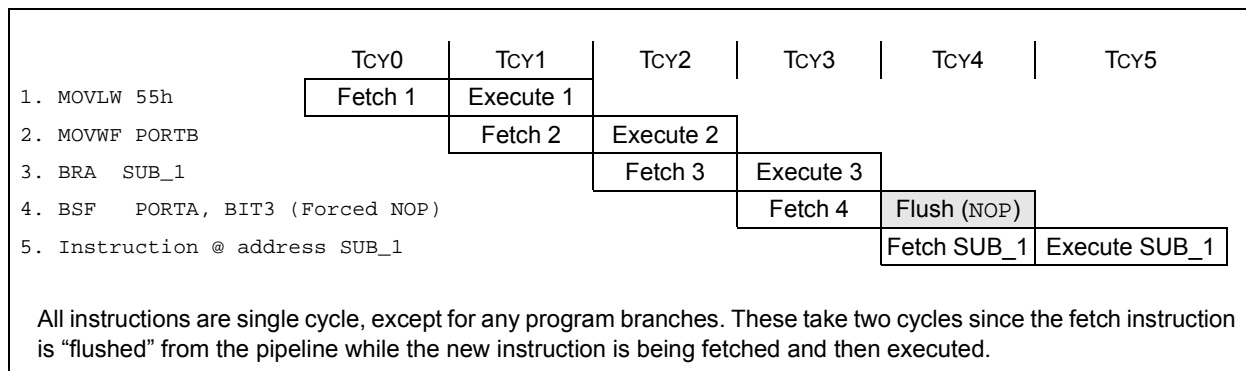 TCY0 TCY1 TCY2 TCY3 TCY4 TCY5
1. MOVLW 55h Fetch 1 Execute 1
2. MOVWF PORTB Fetch 2 Execute 2
3. BRA SUB_1 Fetch 3 Execute 3
4. BSF PORTA, BIT3 (Forced NOP) Fetch 4 Flush (NOP)
5. Instruction @ address SUB_1 Fetch SUB_1 Execute SUB_1
All instructions are single cycle, except for any program branches. These take two cycles since the fetch instruction
is “flushed” from the pipeline while the new instruction is being fetched and then executed.